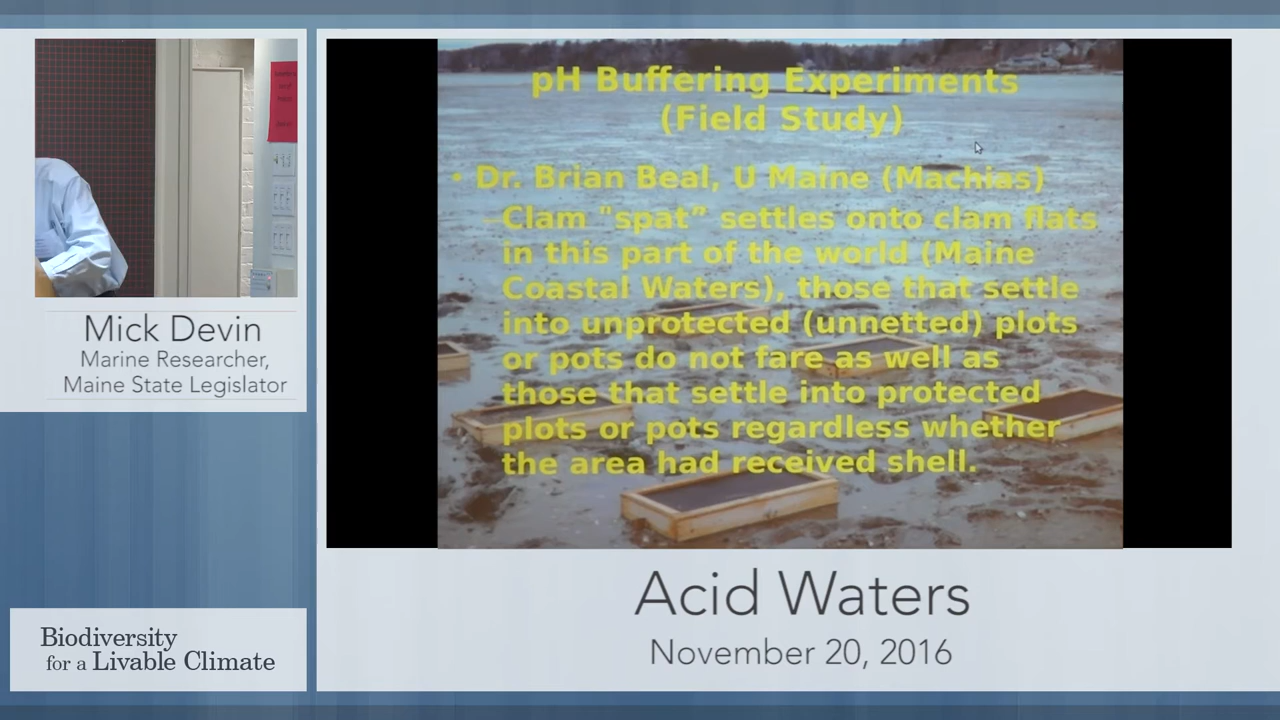 pH Buffering Experiments
(Field Study)
• Dr. Brian Beal, U Maine (Machias)
–Clam "spat” settles onto clam flats
in this part of the world (Maine
Coastal Waters), those that settle
into unprotected (unnetted) plots
or pots do not fare as well as
those that settle into protected
plots or pots regardless whether
the area had received shell.
Mick Devin
Marine Researcher,
Maine State Legislator
Acid Waters
November 20, 2016
Biodiversity
for a Livable Climate